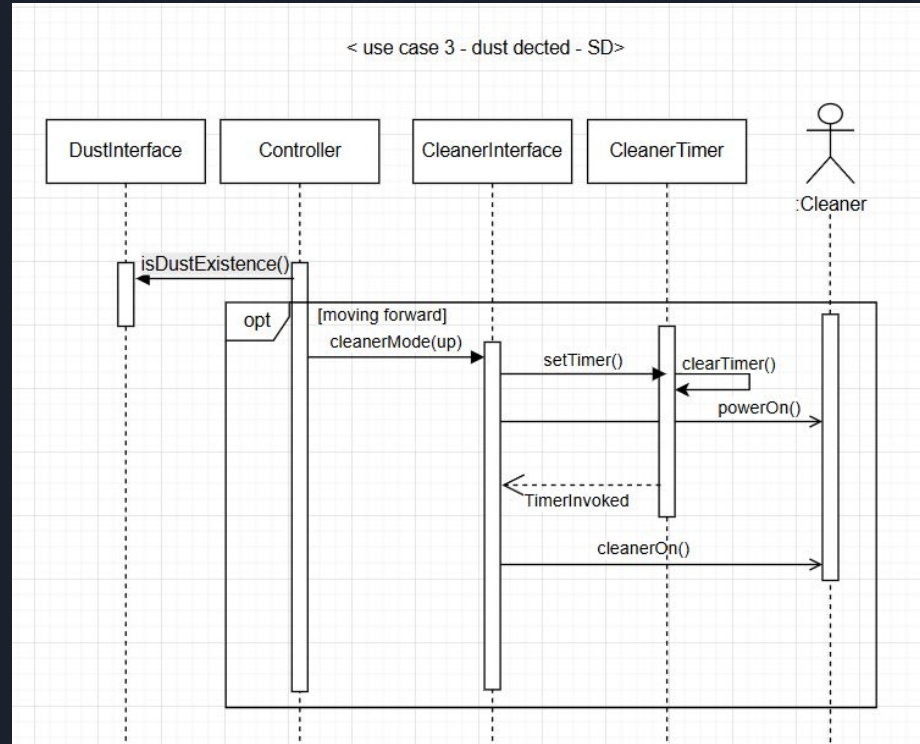 < use case 3 - dust dected - SD>
DustInterface
Controller
CleanerInterface
CleanerTimer
:Cleaner
isDustExistence()
opt
[moving forward]
cleanerMode(up)
setTimer()
clearTimer()
powerOn()
TimerInvoked
cleanerOn()